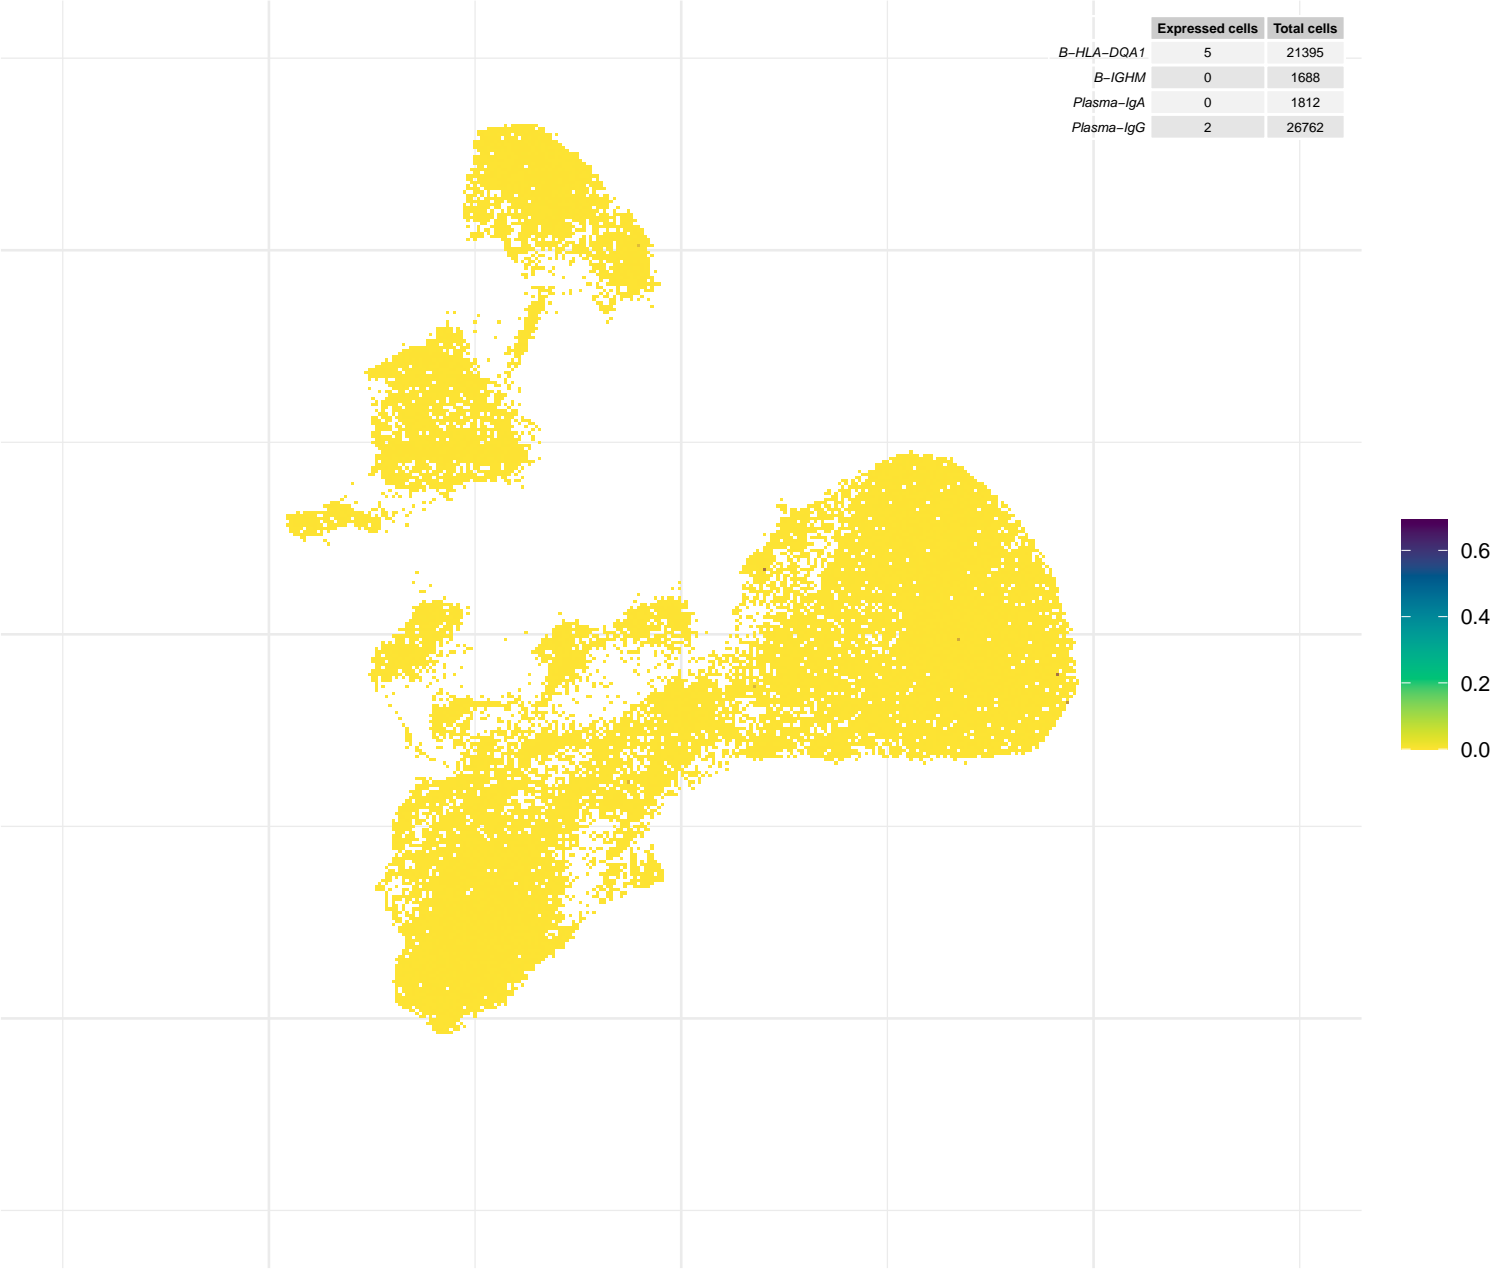 Expressed cells Total cells
B−HLA−DQA1 5 21395
B−IGHM 0 1688
Plasma−IgA 0 1812
Plasma−IgG 2 26762
0.6
0.4
0.2
0.0